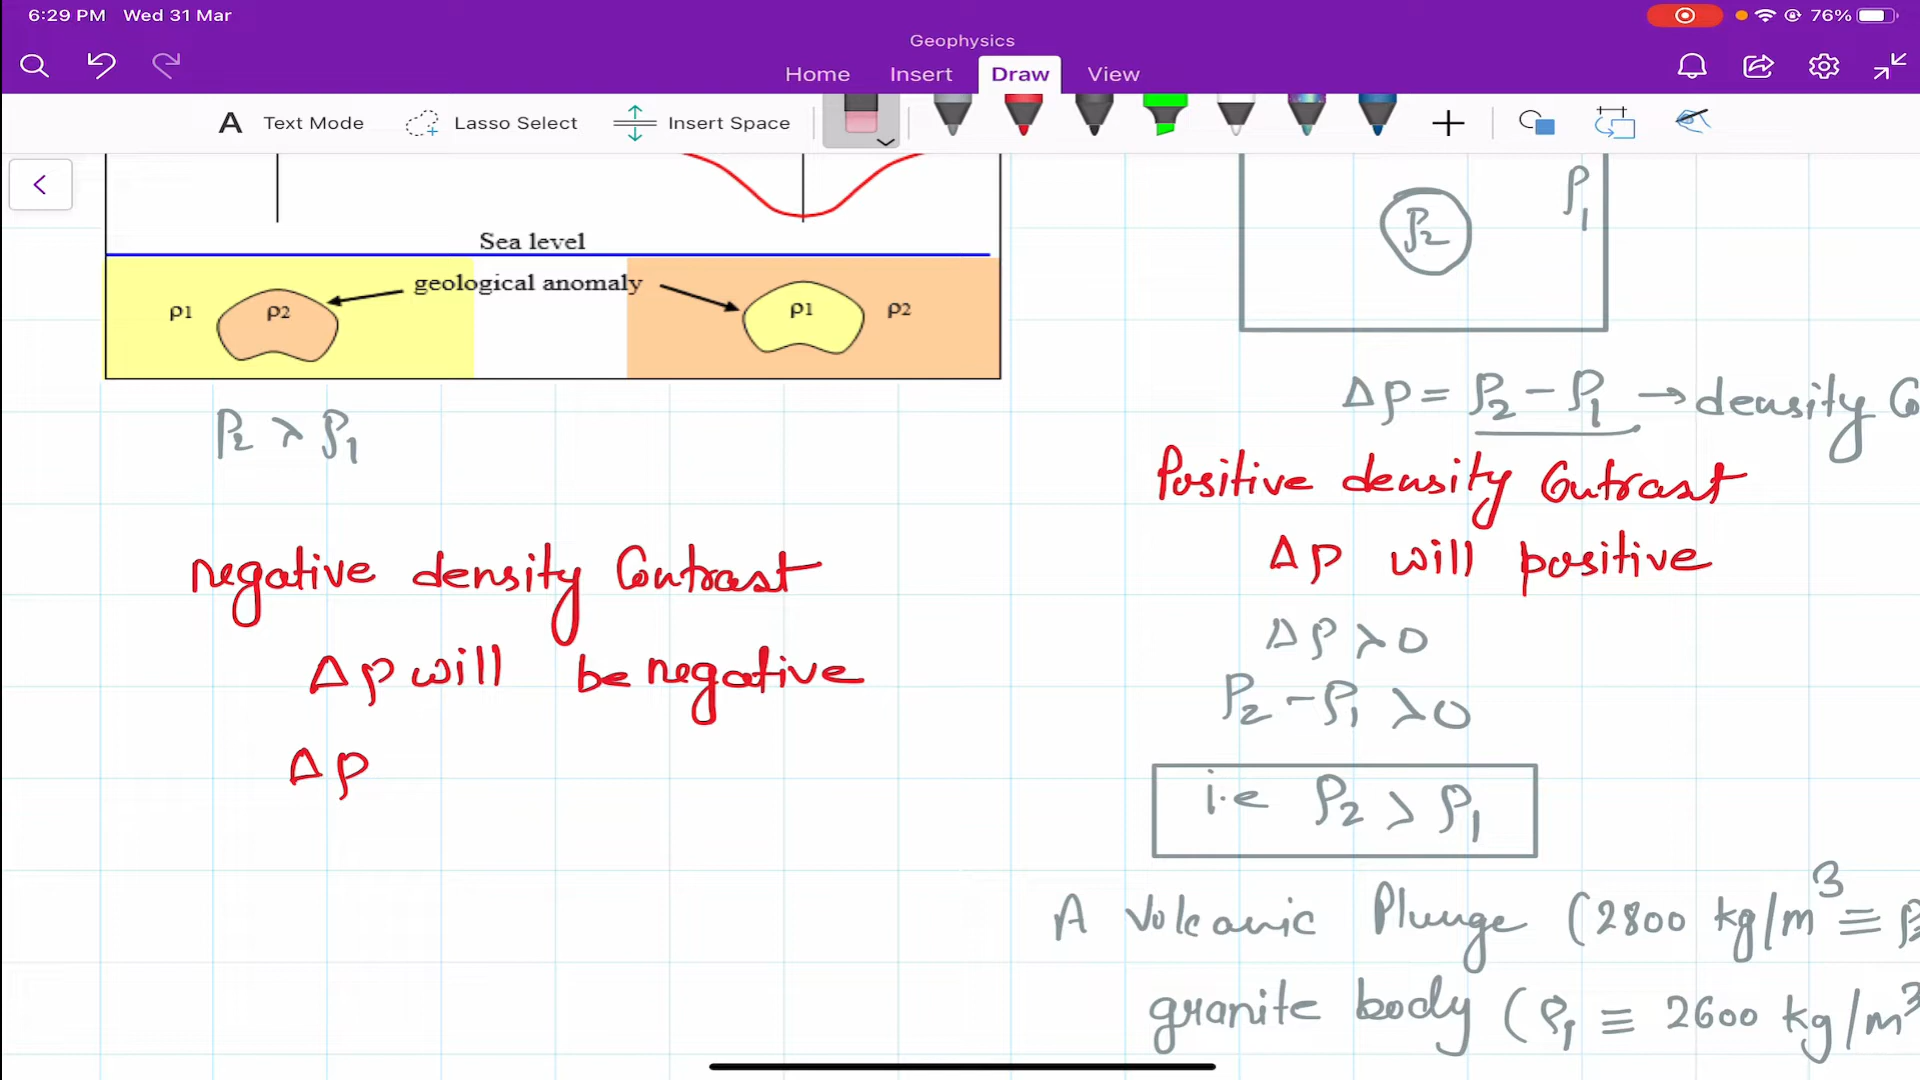 6:29 PM Wed 31 Mar
76%
Geophysics
Home Insert Draw View
A Text Mode Lasso Select Insert Space
Sea level
geological anomaly
ρ1 ρ2 ρ1 ρ2
ρ2 > ρ1
negative density Contrast
Δρ will be negative
Δρ
ρ2 ρ1
Δρ = ρ2 - ρ1 → density Co
Positive density Contrast
Δρ will positive
Δρ > 0
ρ2 - ρ1 > 0
i.e ρ2 > ρ1
A Volcanic Plunge (2800 kg/m³ ≡ ρ2
granite body (ρ1 ≡ 2600 kg/m³